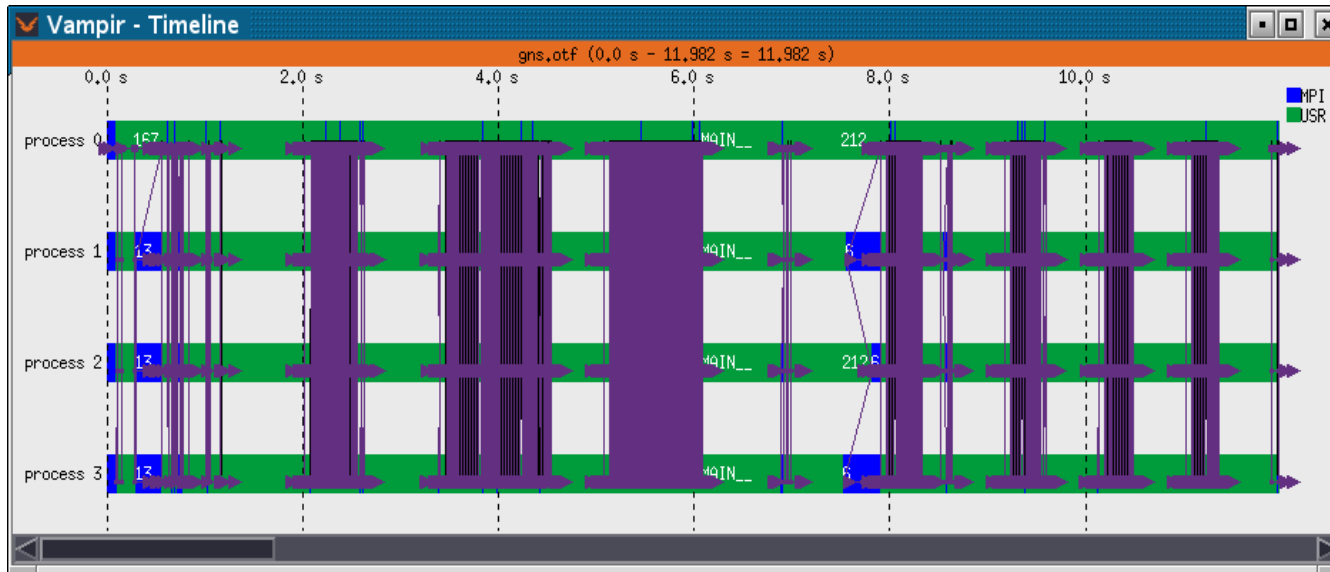 Vampir - Timeline
gns.otf (0.0 s - 11.982 s = 11.982 s)
0.0 s 2.0 s 4.0 s 6.0 s 8.0 s 10.0 s
MPI
USR
process 0 167 MAIN__ 212
process 1 13 MAIN__ 6
process 2 13 MAIN__ 212 6
process 3 13 MAIN__ 6